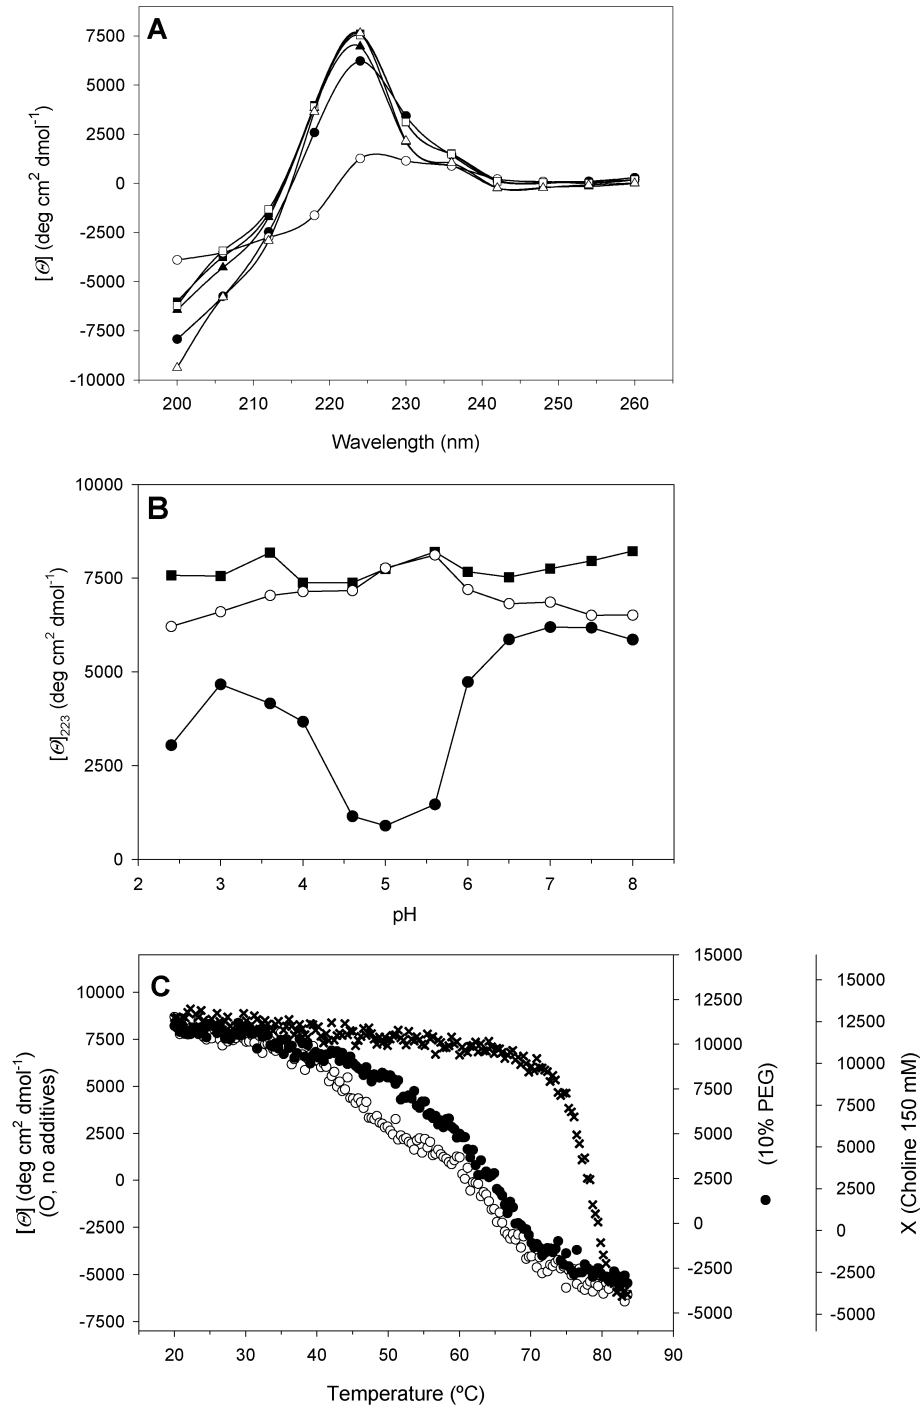 A
7500
5000
2500
0
-2500
-5000
-7500
-10000
[Θ] (deg cm² dmol⁻¹)
200 210 220 230 240 250 260
Wavelength (nm)
B
10000
7500
5000
2500
0
[Θ]₂₂₃ (deg cm² dmol⁻¹)
2 3 4 5 6 7 8
pH
C
10000
7500
5000
2500
0
-2500
-5000
-7500
[Θ] (deg cm² dmol⁻¹)
(O, no additives)
15000
12500
10000
7500
5000
2500
0
-2500
-5000
(10% PEG)
15000
12500
10000
7500
5000
2500
0
-2500
-5000
X (Choline 150 mM)
20 30 40 50 60 70 80 90
Temperature (ºC)